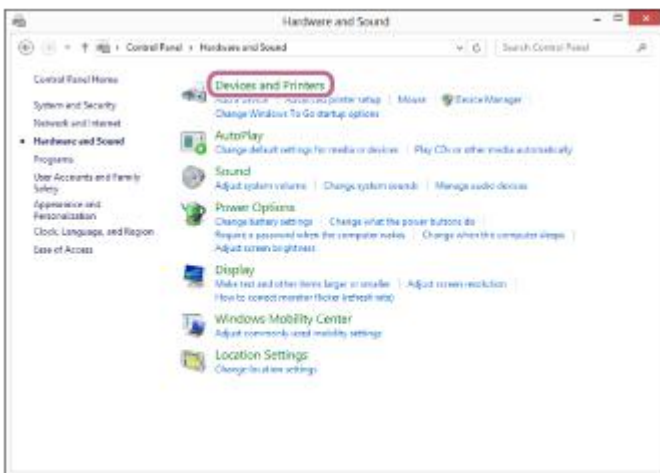 Hardware and Sound
Control Panel › Hardware and Sound
Search Control Panel
Control Panel Home
System and Security
Network and Internet
Hardware and Sound
Programs
User Accounts and Family
Safety
Appearance and
Personalization
Clock, Language, and Region
Ease of Access
Devices and Printers
Add a device | Advanced printer setup | Mouse | Device Manager
Change Windows To Go startup options
AutoPlay
Change default settings for media or devices | Play CDs or other media automatically
Sound
Adjust system volume | Change system sounds | Manage audio devices
Power Options
Change battery settings | Change what the power buttons do |
Require a password when the computer wakes | Change when the computer sleeps |
Adjust screen brightness
Display
Make text and other items larger or smaller | Adjust screen resolution |
How to correct monitor flicker (refresh rate)
Windows Mobility Center
Adjust commonly used mobility settings
Location Settings
Change location settings